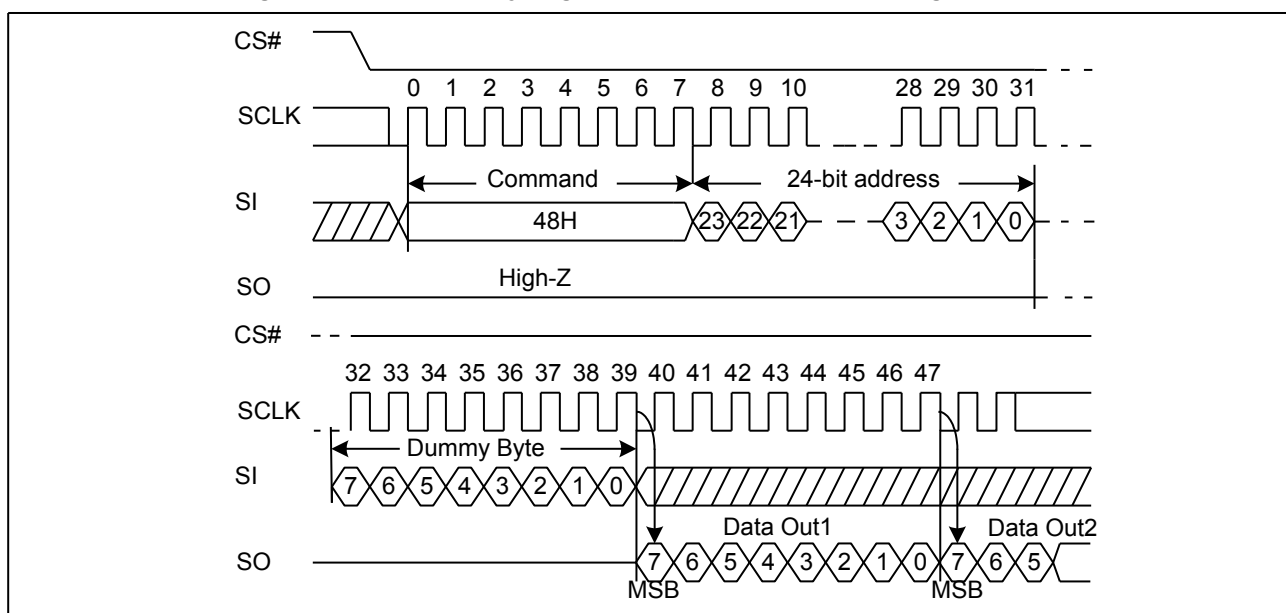 CS#
0 1 2 3 4 5 6 7 8 9 10 28 29 30 31
SCLK
Command 24-bit address
SI
48H 23 22 21 3 2 1 0
High-Z
SO
CS#
32 33 34 35 36 37 38 39 40 41 42 43 44 45 46 47
SCLK
Dummy Byte
SI
7 6 5 4 3 2 1 0
Data Out1 Data Out2
SO
7 6 5 4 3 2 1 0 7 6 5
MSB MSB